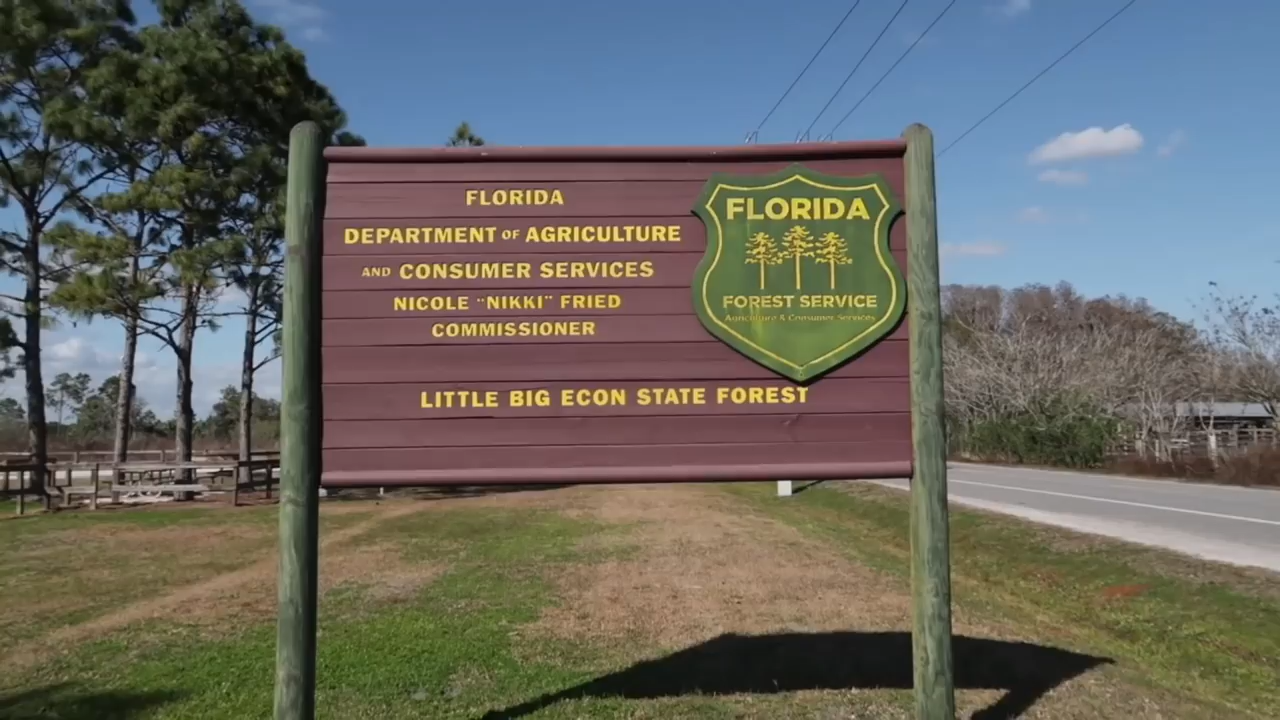 FLORIDA
DEPARTMENT OF AGRICULTURE
AND CONSUMER SERVICES
NICOLE "NIKKI" FRIED
COMMISSIONER
LITTLE BIG ECON STATE FOREST
FLORIDA
FOREST SERVICE
Agriculture & Consumer Services